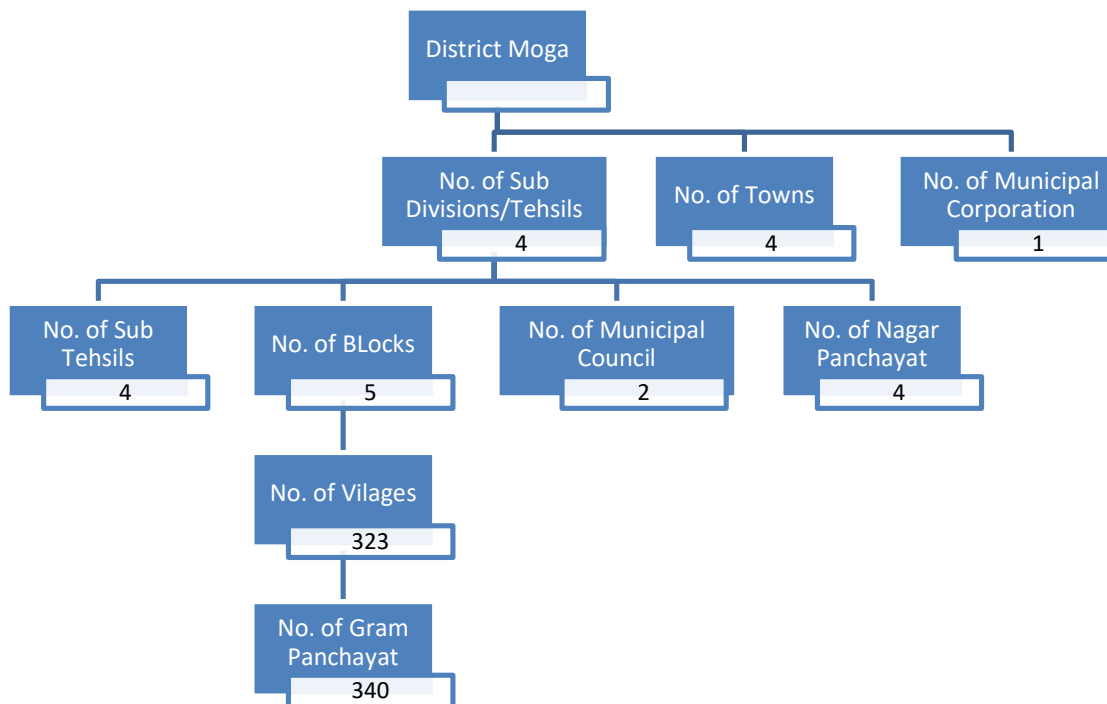 District Moga
No. of Sub
Divisions/Tehsils
4
No. of Towns
4
No. of Municipal
Corporation
1
No. of Sub
Tehsils
4
No. of BLocks
5
No. of Municipal
Council
2
No. of Nagar
Panchayat
4
No. of Vilages
323
No. of Gram
Panchayat
340